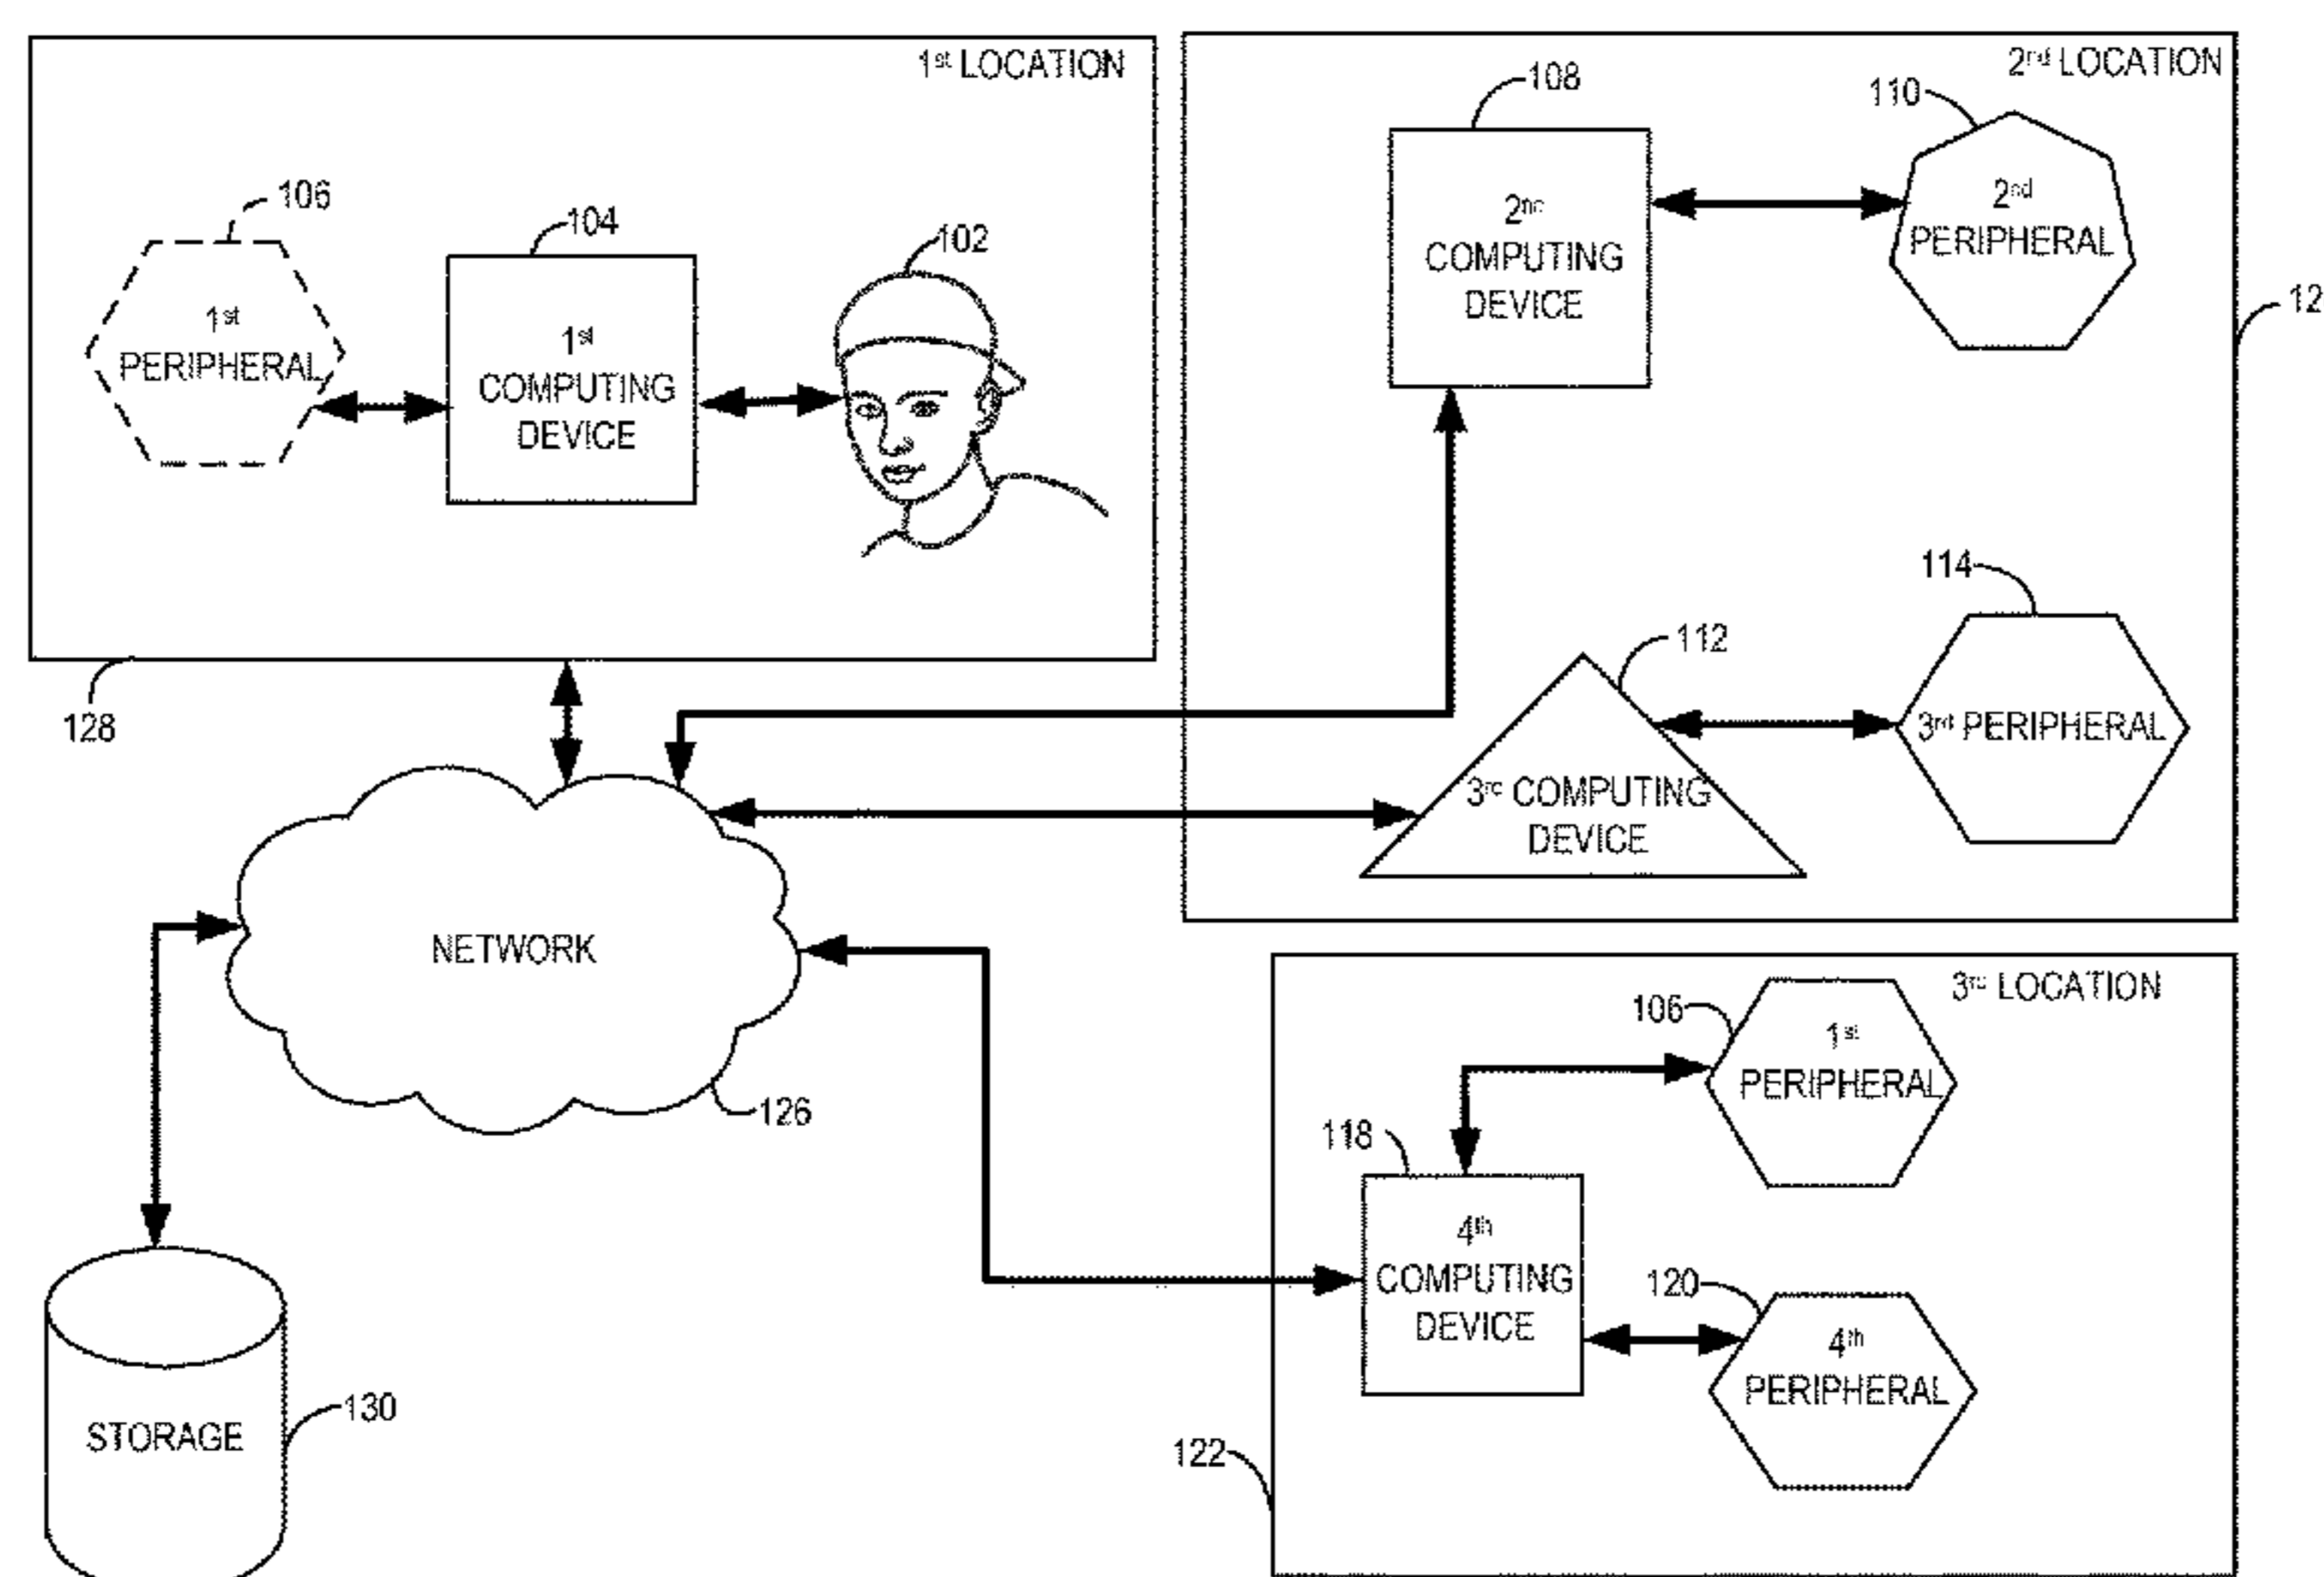 1st LOCATION
106
1st
PERIPHERAL
104
1st
COMPUTING
DEVICE
102
128
2nd LOCATION
108
2nd
COMPUTING
DEVICE
110
2nd
PERIPHERAL
12
112
3rd COMPUTING
DEVICE
114
3rd PERIPHERAL
NETWORK
126
STORAGE
130
3rd LOCATION
106
1st
PERIPHERAL
118
4th
COMPUTING
DEVICE
120
4th
PERIPHERAL
122